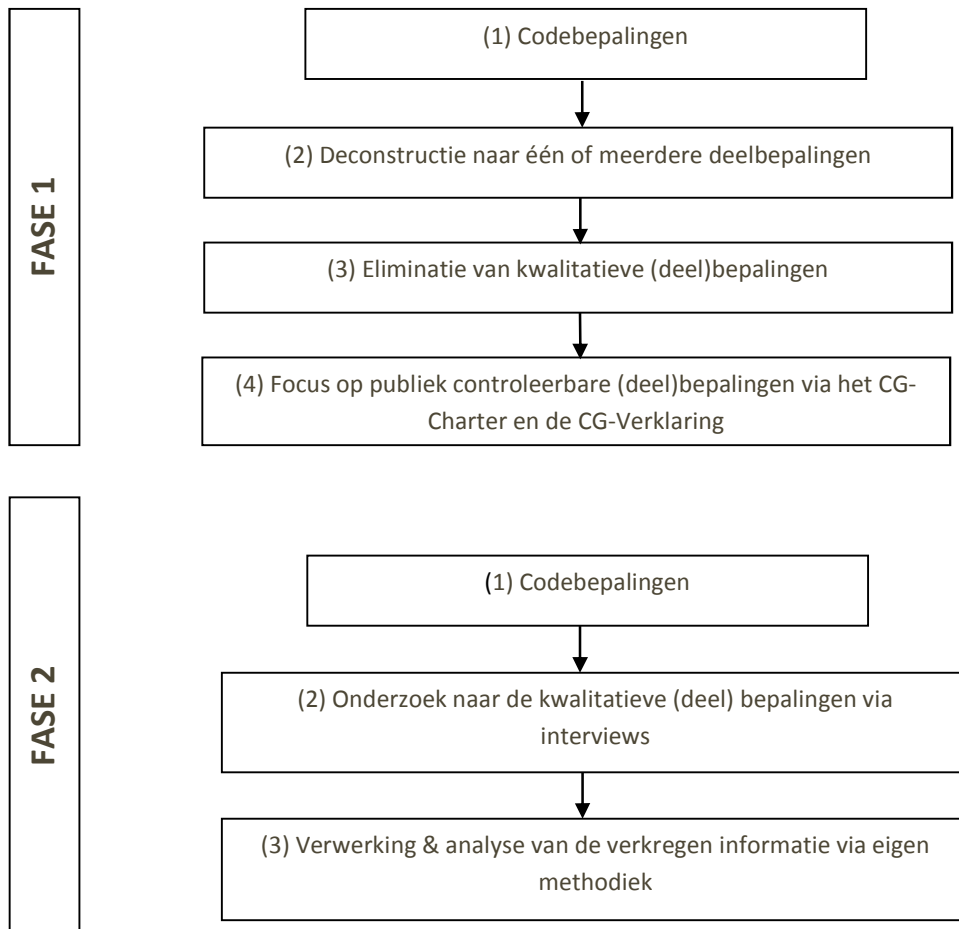 FASE 1
(1) Codebepalingen
(2) Deconstructie naar één of meerdere deelbepalingen
(3) Eliminatie van kwalitatieve (deel)bepalingen
(4) Focus op publiek controleerbare (deel)bepalingen via het CG-
Charter en de CG-Verklaring
FASE 2
(1) Codebepalingen
(2) Onderzoek naar de kwalitatieve (deel) bepalingen via
interviews
(3) Verwerking & analyse van de verkregen informatie via eigen
methodiek